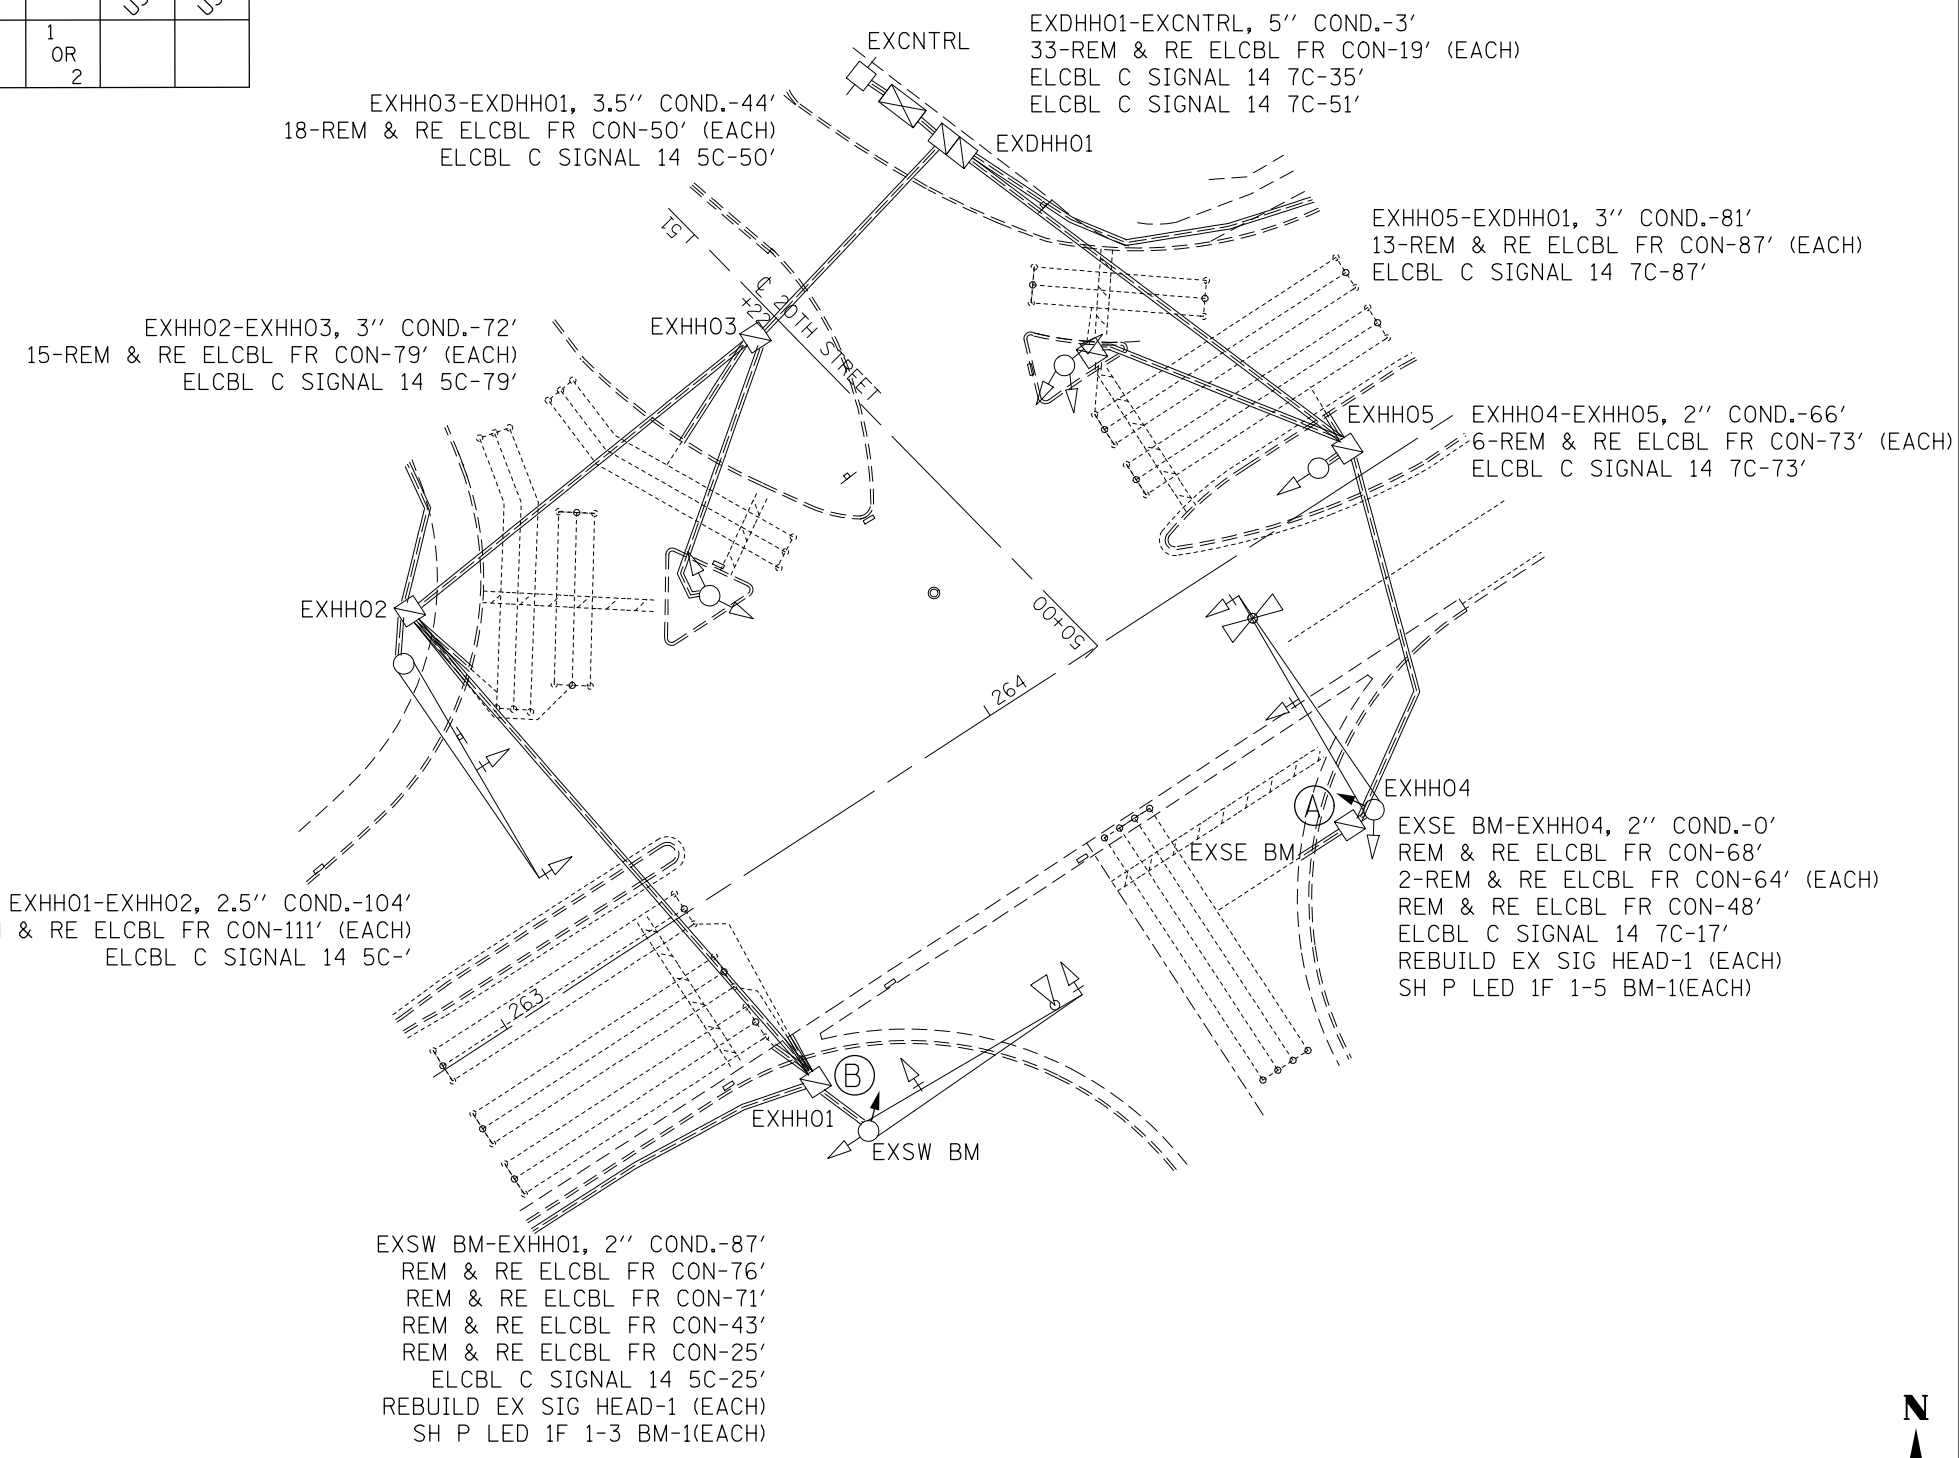 1
OR
2
EXCNTRL
EXDHH01-EXCNTRL, 5'' COND.-3'
33-REM & RE ELCBL FR CON-19' (EACH)
ELCBL C SIGNAL 14 7C-35'
ELCBL C SIGNAL 14 7C-51'
EXHH03-EXDHH01, 3.5'' COND.-44'
18-REM & RE ELCBL FR CON-50' (EACH)
ELCBL C SIGNAL 14 5C-50'
EXDHH01
51
EXHH05-EXDHH01, 3'' COND.-81'
13-REM & RE ELCBL FR CON-87' (EACH)
ELCBL C SIGNAL 14 7C-87'
℄ 20TH STREET
+22
EXHH03
EXHH02-EXHH03, 3'' COND.-72'
15-REM & RE ELCBL FR CON-79' (EACH)
ELCBL C SIGNAL 14 5C-79'
EXHH05
EXHH04-EXHH05, 2'' COND.-66'
6-REM & RE ELCBL FR CON-73' (EACH)
ELCBL C SIGNAL 14 7C-73'
EXHH02
50+00
264
EXHH04
A
EXSE BM
EXSE BM-EXHH04, 2'' COND.-0'
REM & RE ELCBL FR CON-68'
2-REM & RE ELCBL FR CON-64' (EACH)
REM & RE ELCBL FR CON-48'
ELCBL C SIGNAL 14 7C-17'
REBUILD EX SIG HEAD-1 (EACH)
SH P LED 1F 1-5 BM-1(EACH)
EXHH01-EXHH02, 2.5'' COND.-104'
& RE ELCBL FR CON-111' (EACH)
ELCBL C SIGNAL 14 5C-'
263
B
EXHH01
EXSW BM
EXSW BM-EXHH01, 2'' COND.-87'
REM & RE ELCBL FR CON-76'
REM & RE ELCBL FR CON-71'
REM & RE ELCBL FR CON-43'
REM & RE ELCBL FR CON-25'
ELCBL C SIGNAL 14 5C-25'
REBUILD EX SIG HEAD-1 (EACH)
SH P LED 1F 1-3 BM-1(EACH)
N